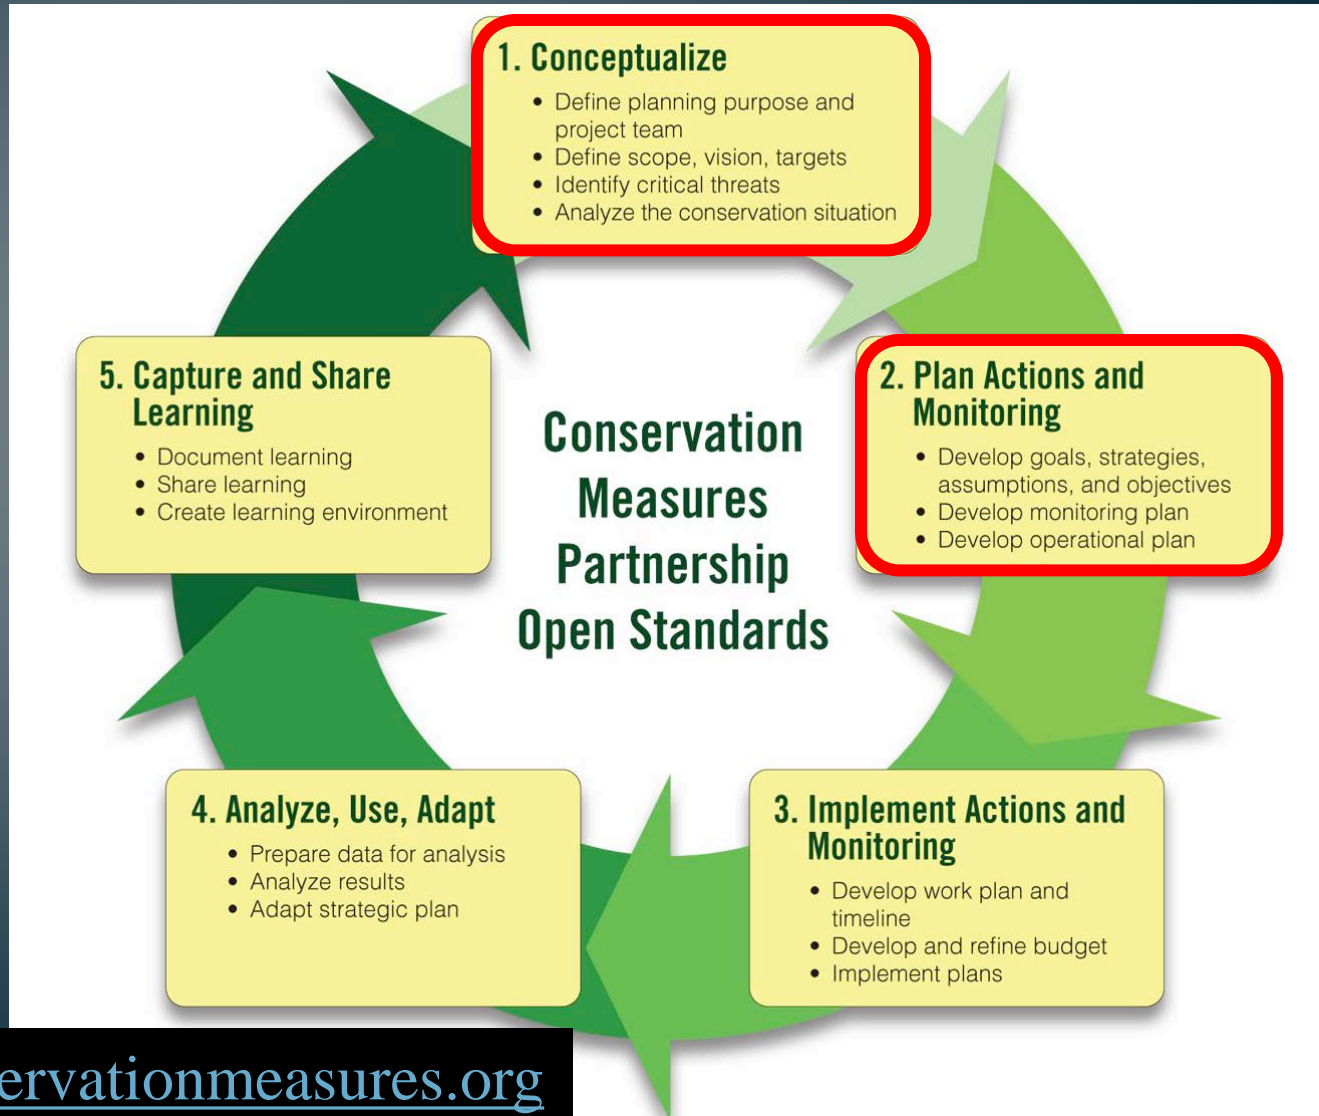 1. Conceptualize
• Define planning purpose and
project team
• Define scope, vision, targets
• Identify critical threats
• Analyze the conservation situation
2. Plan Actions and
Monitoring
• Develop goals, strategies,
assumptions, and objectives
• Develop monitoring plan
• Develop operational plan
3. Implement Actions and
Monitoring
• Develop work plan and
timeline
• Develop and refine budget
• Implement plans
4. Analyze, Use, Adapt
• Prepare data for analysis
• Analyze results
• Adapt strategic plan
5. Capture and Share
Learning
• Document learning
• Share learning
• Create learning environment
Conservation
Measures
Partnership
Open Standards
ervationmeasures.org